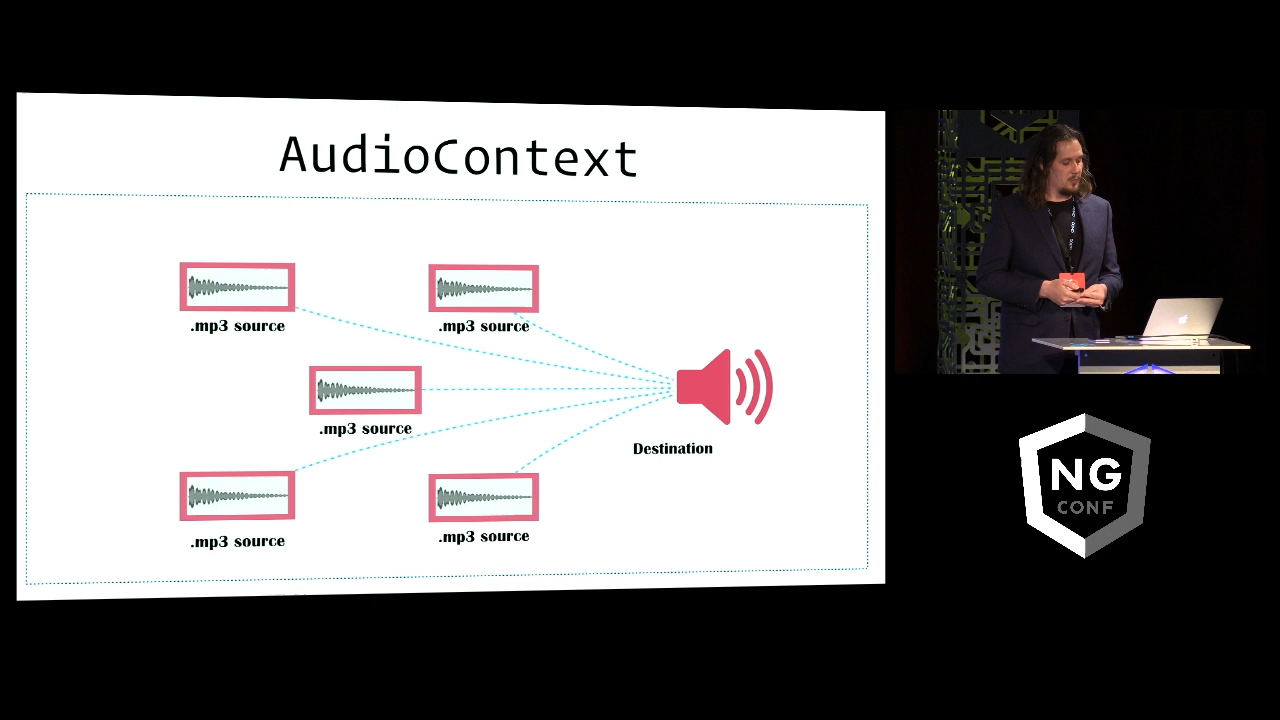 AudioContext
.mp3 source
.mp3 source
.mp3 source
Destination
.mp3 source
.mp3 source
NG
CONF